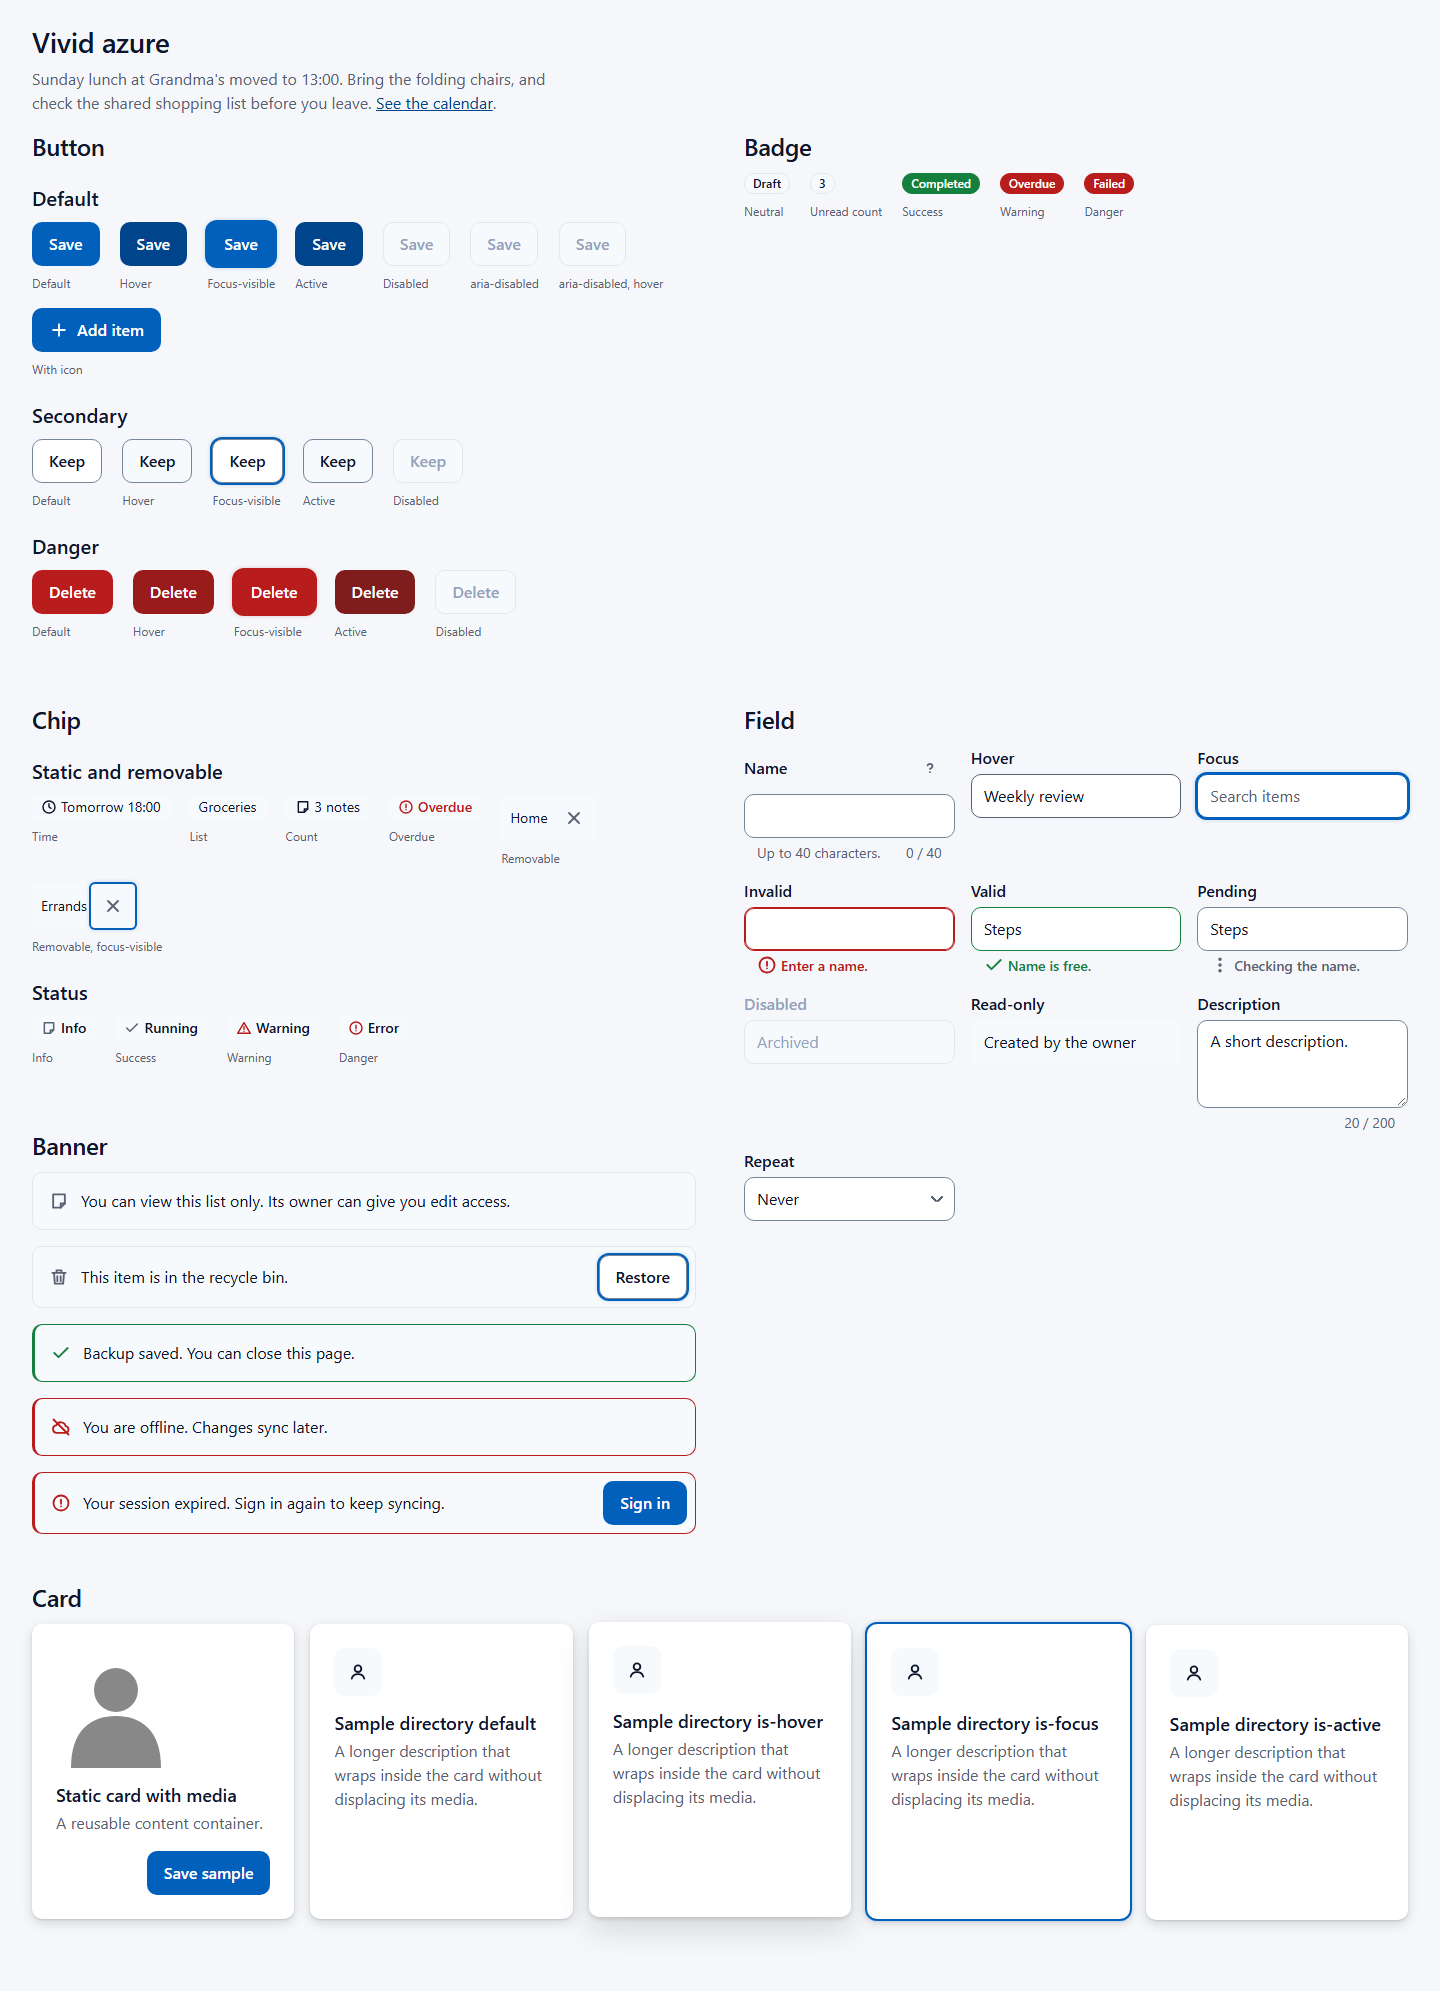 Vivid azure
Sunday lunch at Grandma's moved to 13:00. Bring the folding chairs, and
check the shared shopping list before you leave. See the calendar.
Button
Default
Save Save Save Save Save Save Save
Default Hover Focus-visible Active Disabled aria-disabled aria-disabled, hover
Add item
With icon
Secondary
Keep Keep Keep Keep Keep
Default Hover Focus-visible Active Disabled
Danger
Delete Delete Delete Delete Delete
Default Hover Focus-visible Active Disabled
Badge
Draft 3 Completed Overdue Failed
Neutral Unread count Success Warning Danger
Chip
Static and removable
Tomorrow 18:00 Groceries 3 notes Overdue Home
Time List Count Overdue Removable
Errands
Removable, focus-visible
Status
Info Running Warning Error
Info Success Warning Danger
Field
Name ? Hover Focus
Weekly review Search items
Up to 40 characters. 0 / 40
Invalid Valid Pending
Steps Steps
Enter a name. Name is free. Checking the name.
Disabled Read-only Description
Archived Created by the owner A short description.
20 / 200
Repeat
Never
Banner
You can view this list only. Its owner can give you edit access.
This item is in the recycle bin. Restore
Backup saved. You can close this page.
You are offline. Changes sync later.
Your session expired. Sign in again to keep syncing. Sign in
Card
Static card with media
A reusable content container.
Save sample
Sample directory default
A longer description that
wraps inside the card without
displacing its media.
Sample directory is-hover
A longer description that
wraps inside the card without
displacing its media.
Sample directory is-focus
A longer description that
wraps inside the card without
displacing its media.
Sample directory is-active
A longer description that
wraps inside the card without
displacing its media.